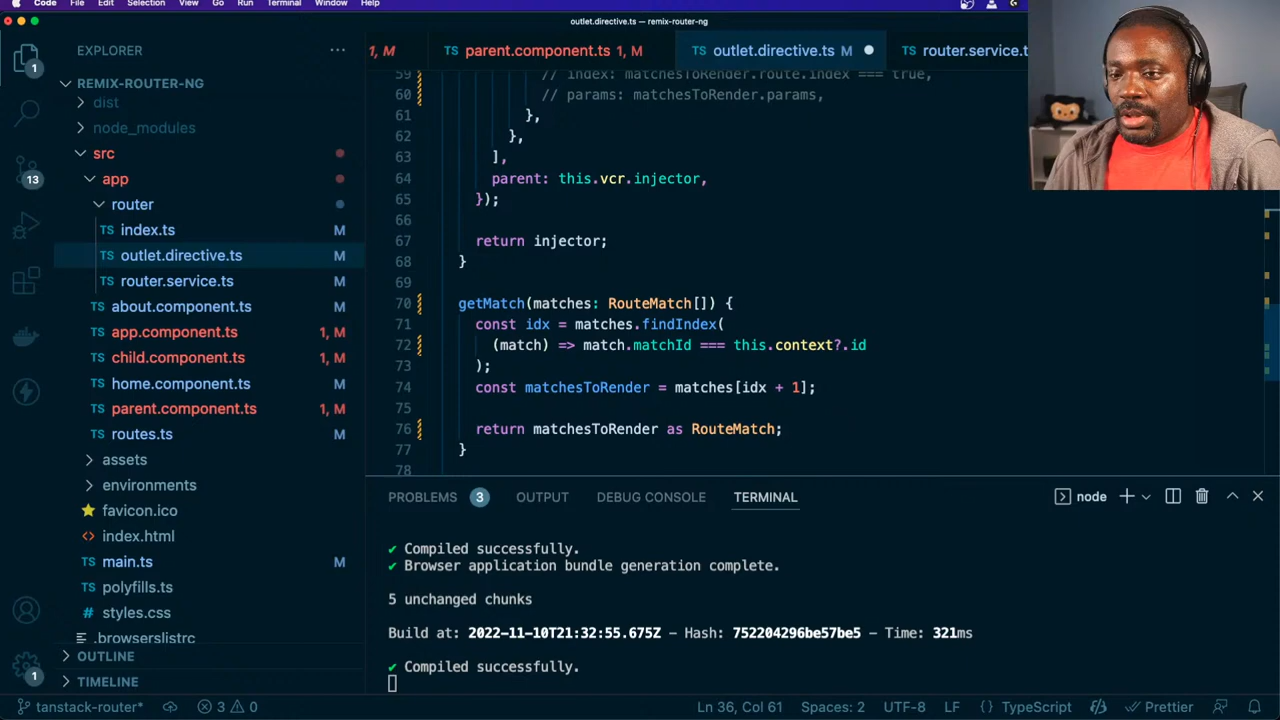 Code File Edit Selection View Go Run Terminal Window Help
outlet.directive.ts — remix-router-ng
1
EXPLORER
1, M
parent.component.ts 1, M
outlet.directive.ts M
router.service.ts
REMIX-ROUTER-NG
dist
node_modules
src
app
router
index.ts M
outlet.directive.ts M
router.service.ts M
about.component.ts M
app.component.ts 1, M
child.component.ts 1, M
home.component.ts M
parent.component.ts 1, M
routes.ts M
assets
environments
favicon.ico
index.html
main.ts M
polyfills.ts
styles.css
.browserslistrc
OUTLINE
TIMELINE
13
1
59 // index: matchesToRender.route.index === true,
60 // params: matchesToRender.params,
61 },
62 },
63 ],
64 parent: this.vcr.injector,
65 });
66
67 return injector;
68 }
69
70 getMatch(matches: RouteMatch[]) {
71 const idx = matches.findIndex(
72 (match) => match.matchId === this.context?.id
73 );
74 const matchesToRender = matches[idx + 1];
75
76 return matchesToRender as RouteMatch;
77 }
78
PROBLEMS 3 OUTPUT DEBUG CONSOLE TERMINAL
node
✔ Compiled successfully.
✔ Browser application bundle generation complete.
5 unchanged chunks
Build at: 2022-11-10T21:32:55.675Z - Hash: 752204296be57be5 - Time: 321ms
✔ Compiled successfully.
tanstack-router* 3 0 Ln 36, Col 61 Spaces: 2 UTF-8 LF {} TypeScript Prettier